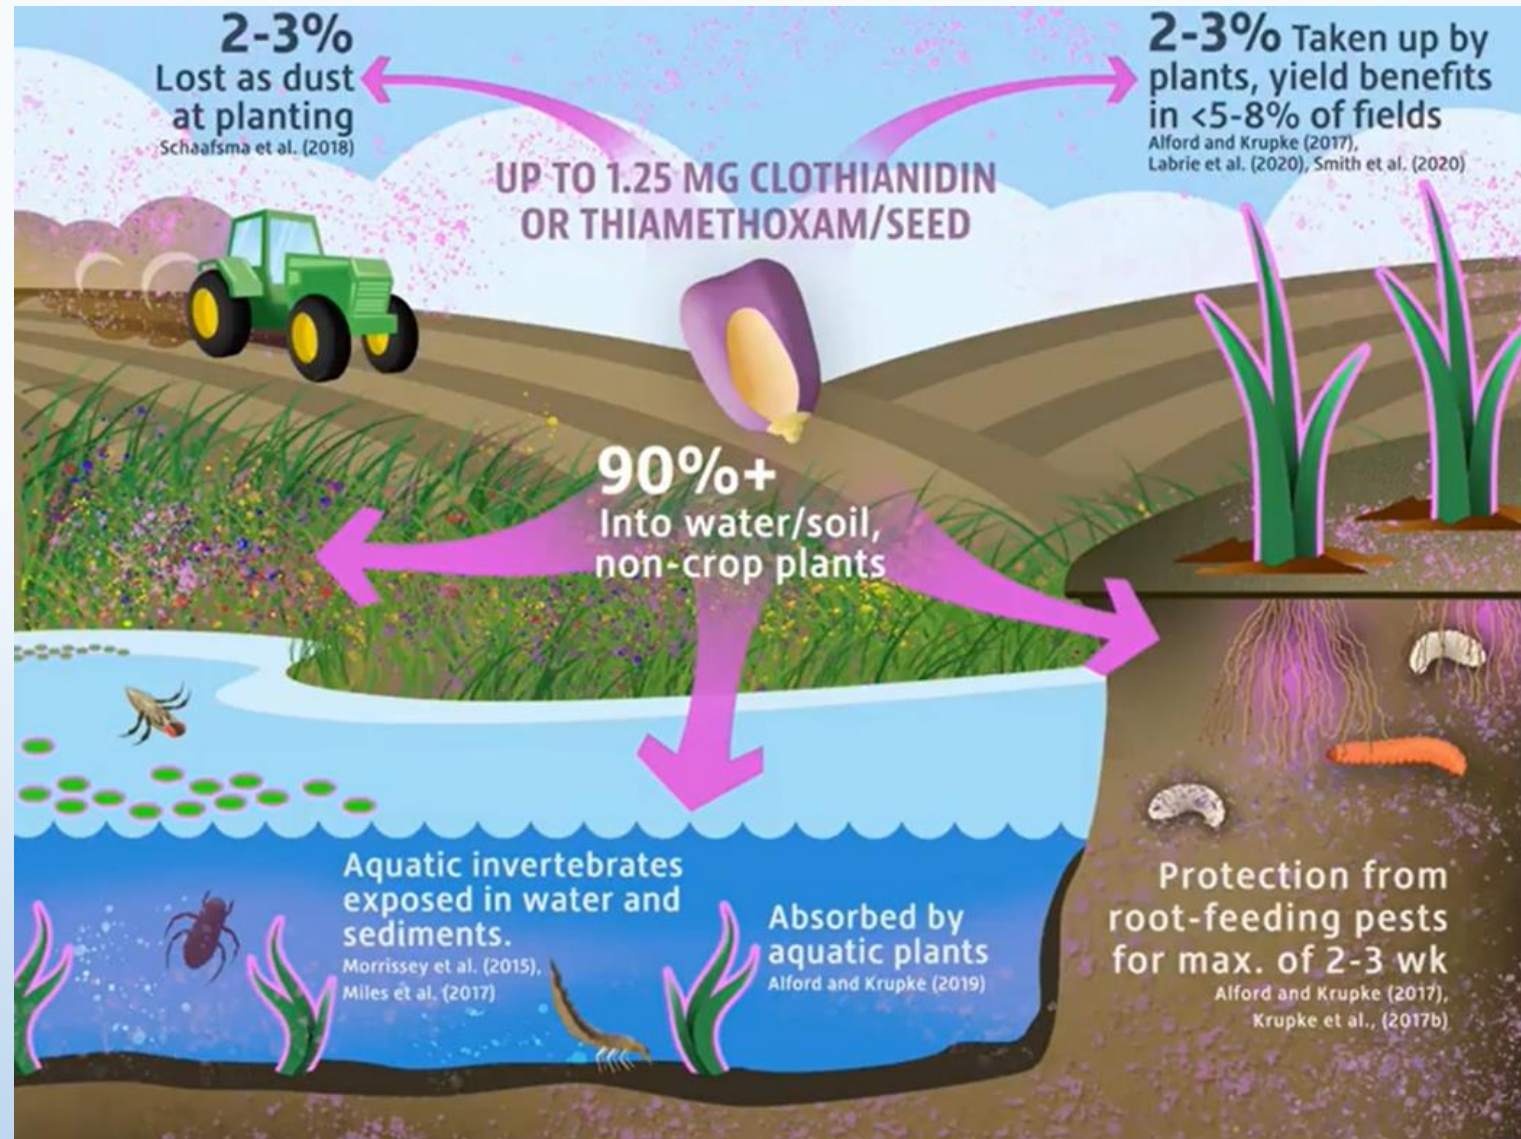 2-3%
Lost as dust
at planting
Schaafsma et al. (2018)
2-3% Taken up by
plants, yield benefits
in <5-8% of fields
Alford and Krupke (2017),
Labrie et al. (2020), Smith et al. (2020)
UP TO 1.25 MG CLOTHIANIDIN
OR THIAMETHOXAM/SEED
90%+
Into water/soil,
non-crop plants
Aquatic invertebrates
exposed in water and
sediments.
Morrissey et al. (2015),
Miles et al. (2017)
Absorbed by
aquatic plants
Alford and Krupke (2019)
Protection from
root-feeding pests
for max. of 2-3 wk
Alford and Krupke (2017),
Krupke et al., (2017b)